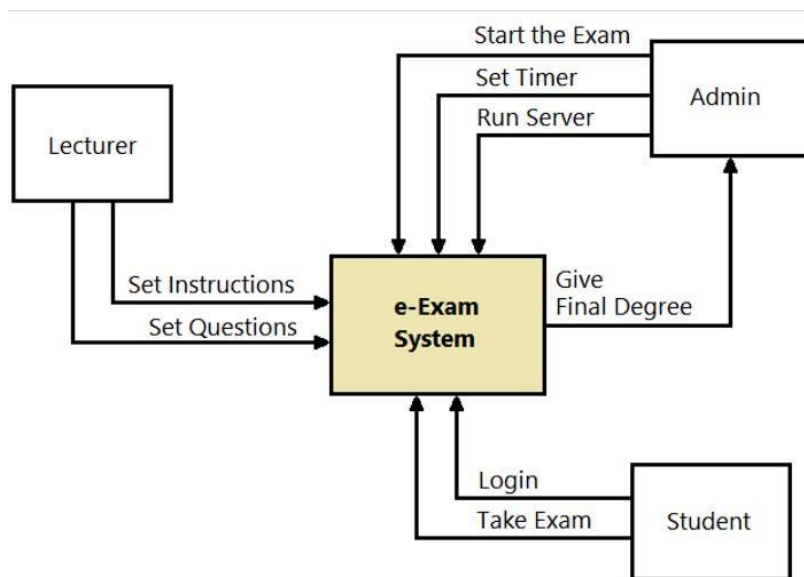 Start the Exam
Set Timer
Run Server
Admin
Lecturer
Set Instructions
Set Questions
e-Exam
System
Give
Final Degree
Login
Take Exam
Student